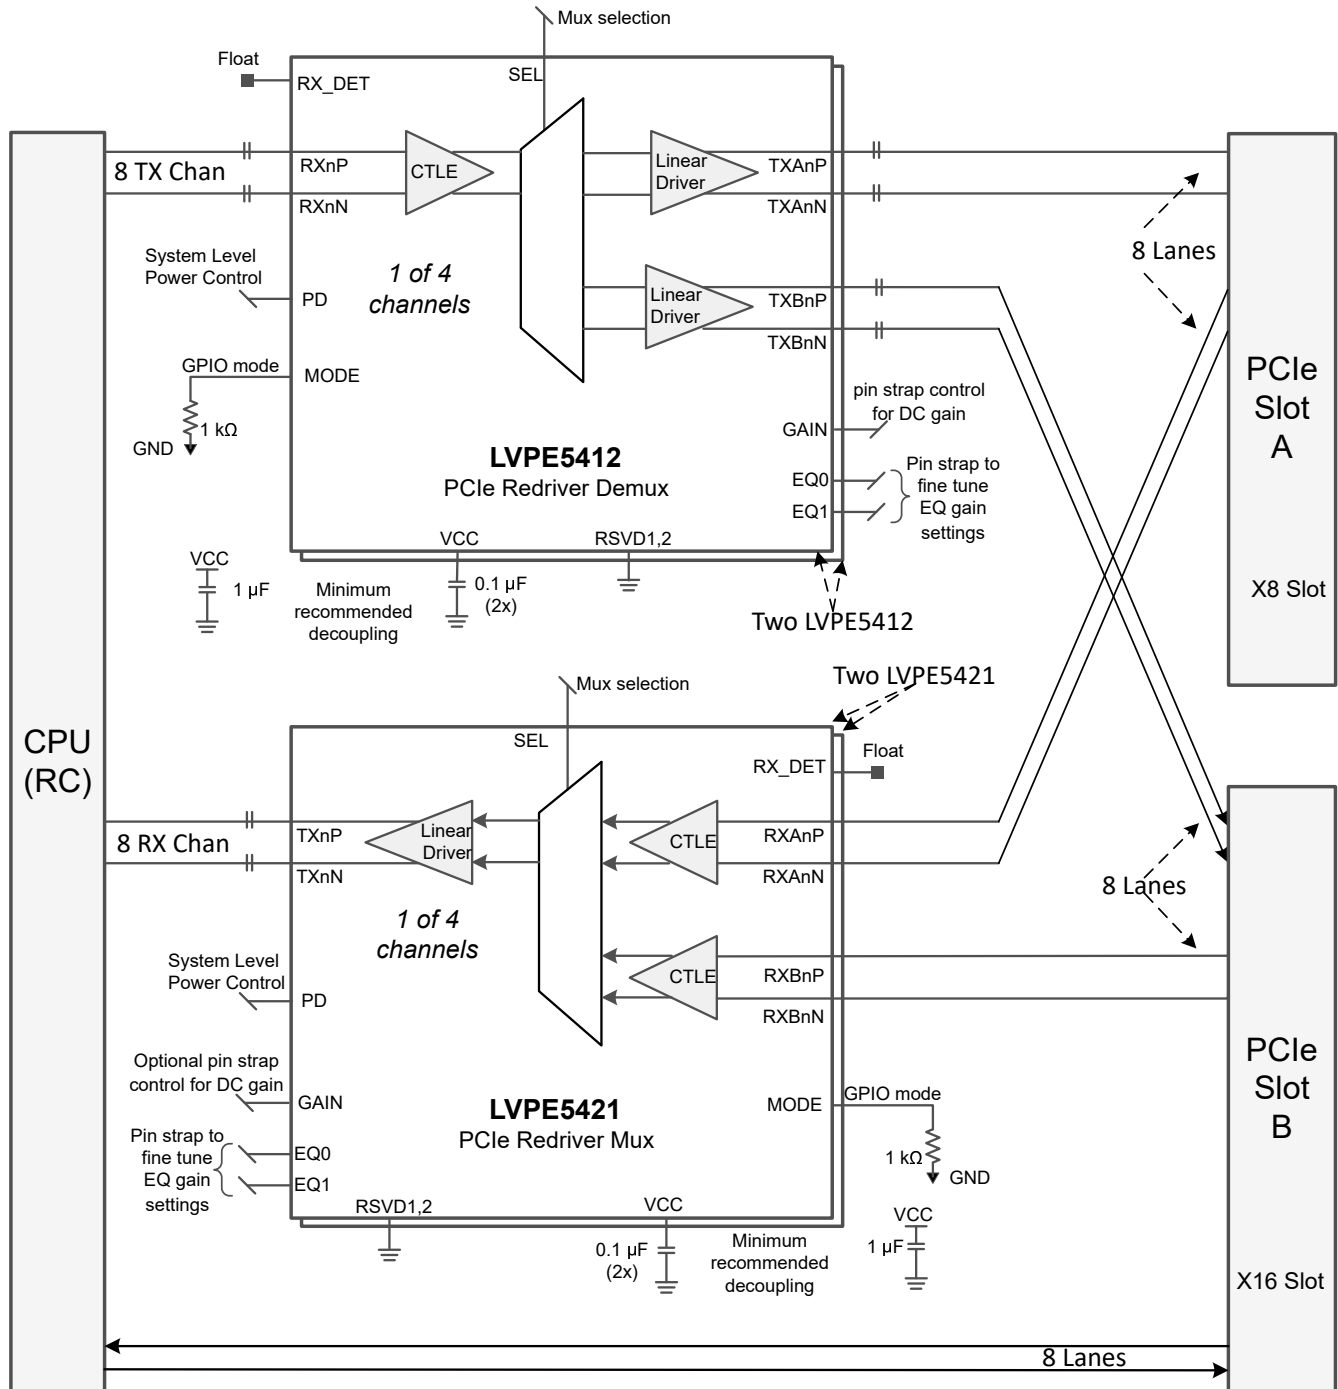 Mux selection
Float
SEL
RX_DET
8 TX Chan
RXnP
RXnN
CTLE
Linear
Driver
TXAnP
TXAnN
8 Lanes
System Level
Power Control
PD
1 of 4
channels
Linear
Driver
TXBnP
TXBnN
GPIO mode
MODE
1 kΩ
GND
pin strap control
for DC gain
GAIN
LVPE5412
PCIe Redriver Demux
EQ0
EQ1
Pin strap to
fine tune
EQ gain
settings
PCIe
Slot
A
X8 Slot
VCC
RSVD1,2
VCC
1 µF
Minimum
recommended
decoupling
0.1 µF
(2x)
Two LVPE5412
Two LVPE5421
Mux selection
SEL
Float
RX_DET
CPU
(RC)
8 RX Chan
TXnP
TXnN
Linear
Driver
CTLE
RXAnP
RXAnN
8 Lanes
1 of 4
channels
System Level
Power Control
PD
CTLE
RXBnP
RXBnN
Optional pin strap
control for DC gain
GAIN
LVPE5421
PCIe Redriver Mux
MODE
GPIO mode
1 kΩ
GND
Pin strap to
fine tune
EQ gain
settings
EQ0
EQ1
PCIe
Slot
B
RSVD1,2
VCC
0.1 µF
(2x)
Minimum
recommended
decoupling
VCC
1 µF
X16 Slot
8 Lanes